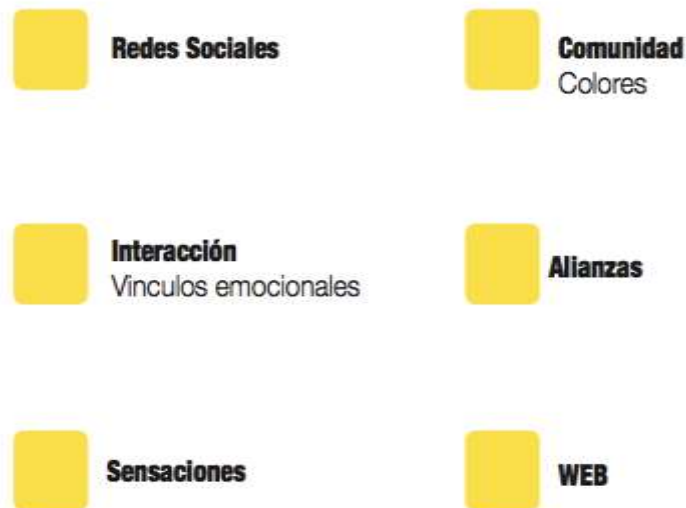 Redes Sociales
Comunidad
Colores
Interacción
Vinculos emocionales
Alianzas
Sensaciones
WEB